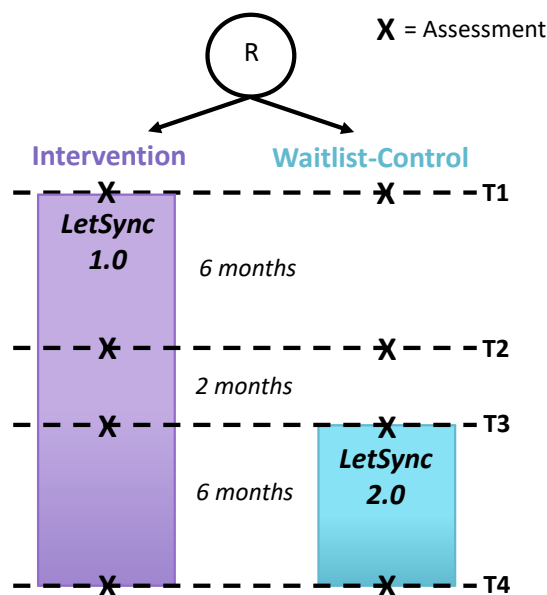 R
X = Assessment
Intervention
Waitlist-Control
X
X
T1
LetSync
1.0
6 months
X
X
T2
2 months
X
X
T3
LetSync
2.0
6 months
X
X
T4